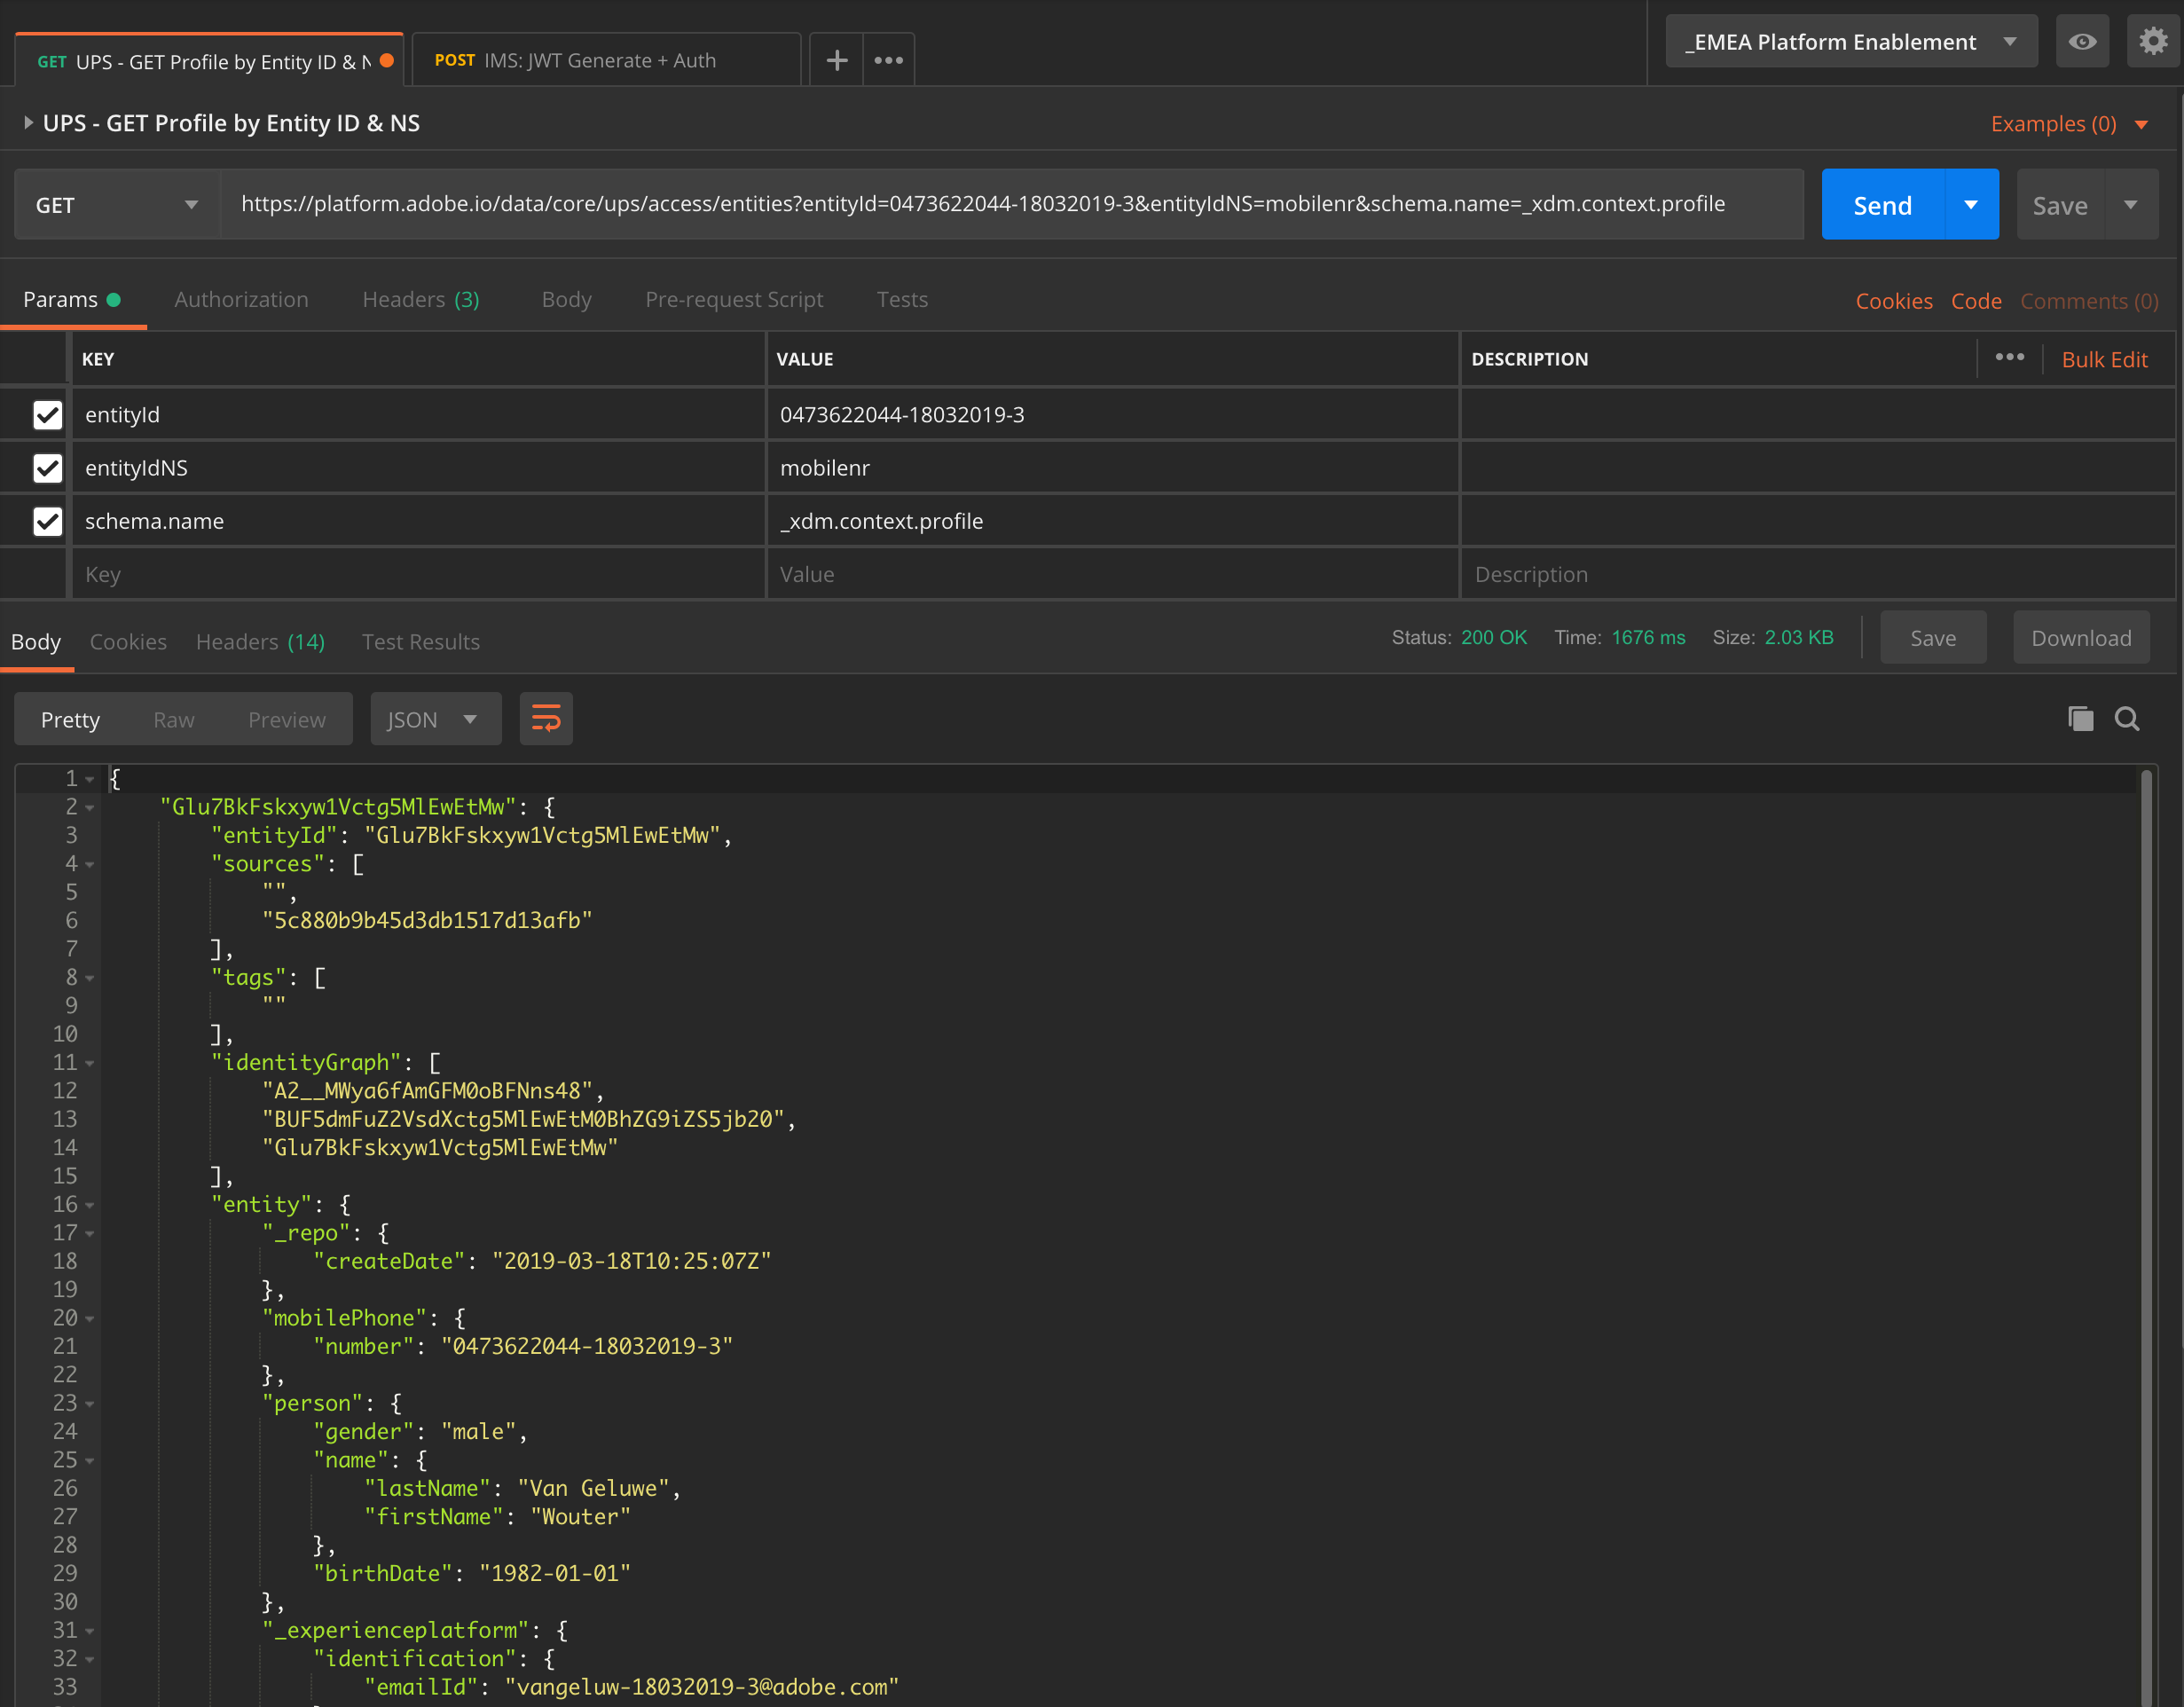 GET UPS - GET Profile by Entity ID & N
POST IMS: JWT Generate + Auth
_EMEA Platform Enablement
UPS - GET Profile by Entity ID & NS
Examples (0)
GET
https://platform.adobe.io/data/core/ups/access/entities?entityId=0473622044-18032019-3&entityIdNS=mobilenr&schema.name=_xdm.context.profile
Send
Save
Params
Authorization
Headers (3)
Body
Pre-request Script
Tests
Cookies
Code
Comments (0)
KEY VALUE DESCRIPTION
Bulk Edit
entityId 0473622044-18032019-3
entityIdNS mobilenr
schema.name _xdm.context.profile
Key Value Description
Body Cookies Headers (14) Test Results
Status: 200 OK Time: 1676 ms Size: 2.03 KB
Save
Download
Pretty Raw Preview
JSON
1 {
2 "Glu7BkFskxyw1Vctg5MlEwEtMw": {
3 "entityId": "Glu7BkFskxyw1Vctg5MlEwEtMw",
4 "sources": [
5 "",
6 "5c880b9b45d3db1517d13afb"
7 ],
8 "tags": [
9 ""
10 ],
11 "identityGraph": [
12 "A2__MWya6fAmGFM0oBFNns48",
13 "BUF5dmFuZ2VsdXctg5MlEwEtM0BhZG9iZS5jb20",
14 "Glu7BkFskxyw1Vctg5MlEwEtMw"
15 ],
16 "entity": {
17 "_repo": {
18 "createDate": "2019-03-18T10:25:07Z"
19 },
20 "mobilePhone": {
21 "number": "0473622044-18032019-3"
22 },
23 "person": {
24 "gender": "male",
25 "name": {
26 "lastName": "Van Geluwe",
27 "firstName": "Wouter"
28 },
29 "birthDate": "1982-01-01"
30 },
31 "_experienceplatform": {
32 "identification": {
33 "emailId": "vangeluw-18032019-3@adobe.com"